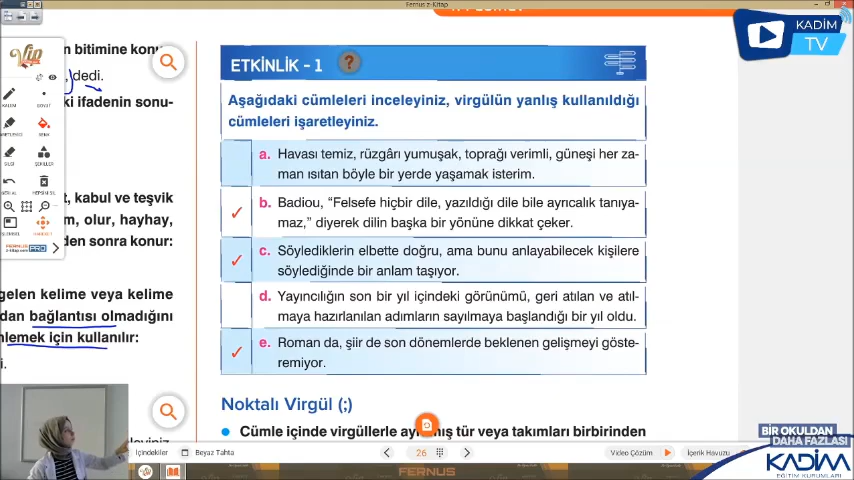 Fernus z-Kitap
KADİM
TV
n bitimine konu
,) dedi.
ki ifadenin sonu-
t, kabul ve teşvik
m, olur, hayhay,
den sonra konur:
gelen kelime veya kelime
dan bağlantısı olmadığını
nlemek için kullanılır:
i.
ETKİNLİK - 1 ?
Aşağıdaki cümleleri inceleyiniz, virgülün yanlış kullanıldığı
cümleleri işaretleyiniz.
a. Havası temiz, rüzgârı yumuşak, toprağı verimli, güneşi her za-
man ısıtan böyle bir yerde yaşamak isterim.
✓ b. Badiou, “Felsefe hiçbir dile, yazıldığı dile bile ayrıcalık tanıya-
maz,” diyerek dilin başka bir yönüne dikkat çeker.
✓ c. Söylediklerin elbette doğru, ama bunu anlayabilecek kişilere
söylediğinde bir anlam taşıyor.
d. Yayıncılığın son bir yıl içindeki görünümü, geri atılan ve atıl-
maya hazırlanılan adımların sayılmaya başlandığı bir yıl oldu.
✓ e. Roman da, şiir de son dönemlerde beklenen gelişmeyi göste-
remiyor.
Noktalı Virgül (;)
• Cümle içinde virgüllerle ayrılmış tür veya takımları birbirinden
İçindekiler
Beyaz Tahta
26
Video Çözüm
İçerik Havuzu
FERNUS
BİR OKULDAN
DAHA FAZLASI
KADİM
EĞİTİM KURUMLARI